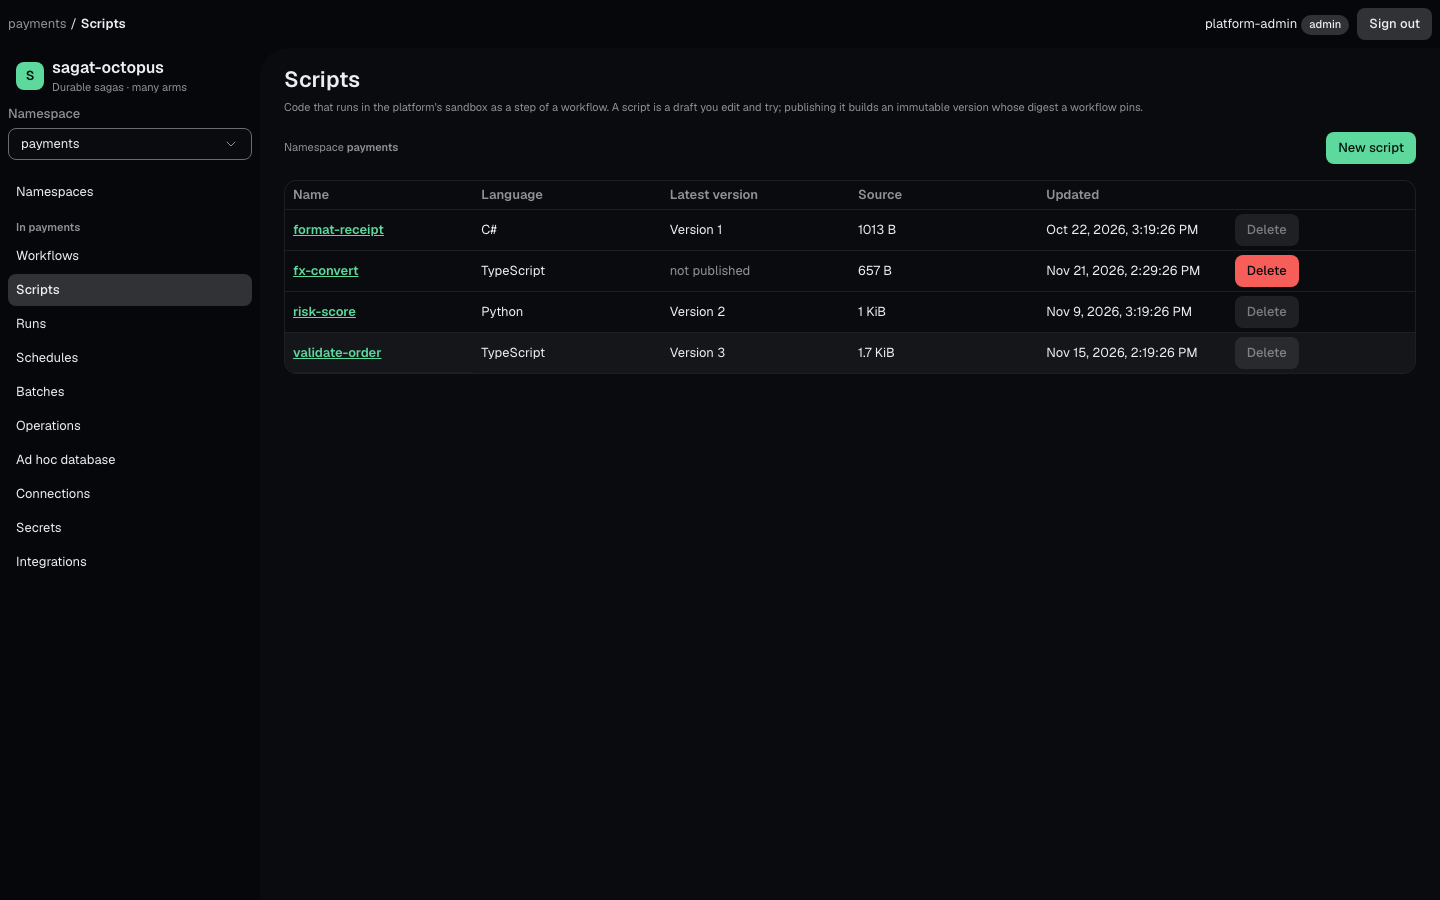 payments / Scripts
platform-admin admin Sign out
S
sagat-octopus
Durable sagas · many arms
Namespace
payments
Namespaces
In payments
Workflows
Scripts
Runs
Schedules
Batches
Operations
Ad hoc database
Connections
Secrets
Integrations
Scripts
Code that runs in the platform's sandbox as a step of a workflow. A script is a draft you edit and try; publishing it builds an immutable version whose digest a workflow pins.
Namespace payments
New script
Name Language Latest version Source Updated
format-receipt C# Version 1 1013 B Oct 22, 2026, 3:19:26 PM Delete
fx-convert TypeScript not published 657 B Nov 21, 2026, 2:29:26 PM Delete
risk-score Python Version 2 1 KiB Nov 9, 2026, 3:19:26 PM Delete
validate-order TypeScript Version 3 1.7 KiB Nov 15, 2026, 2:19:26 PM Delete